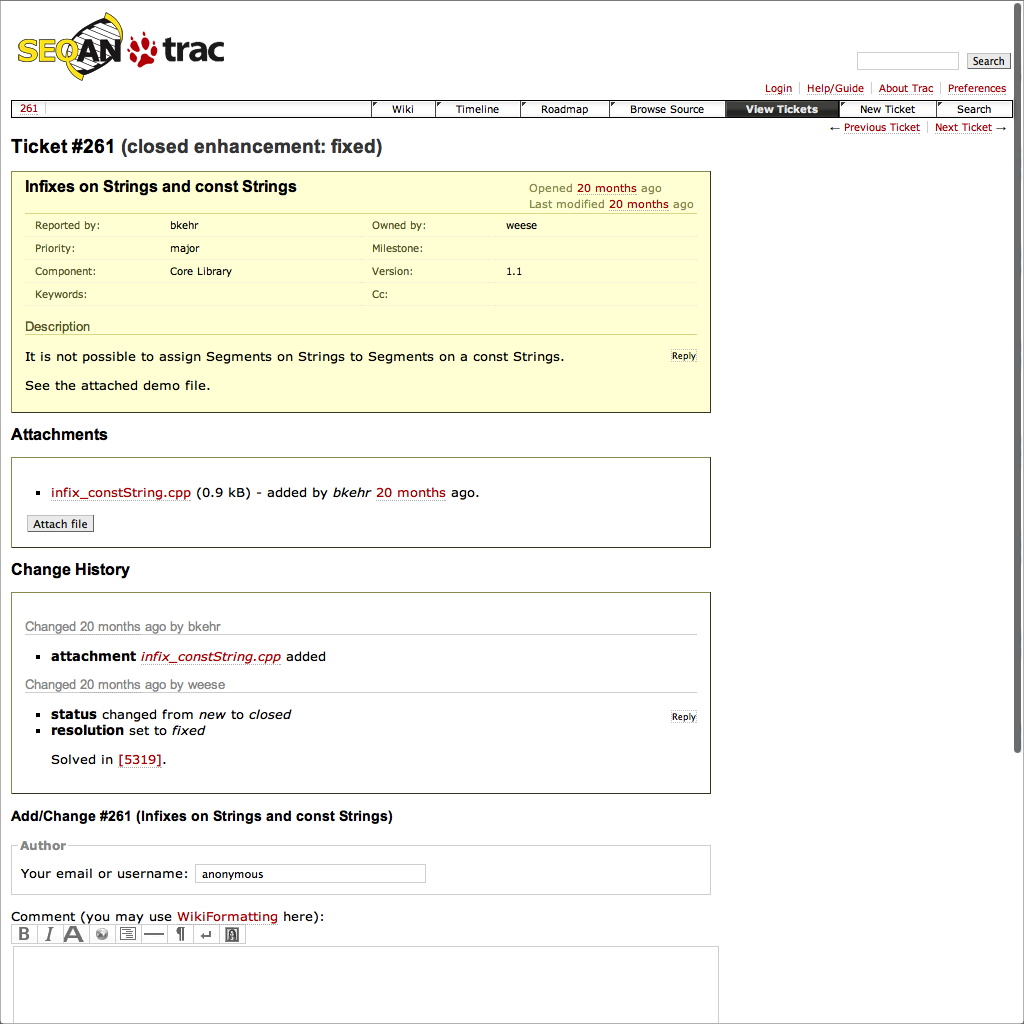 SEQAN trac
Search
Login Help/Guide About Trac Preferences
261 Wiki Timeline Roadmap Browse Source View Tickets New Ticket Search
← Previous Ticket Next Ticket →
Ticket #261 (closed enhancement: fixed)
Infixes on Strings and const Strings
Opened 20 months ago
Last modified 20 months ago
Reported by: bkehr Owned by: weese
Priority: major Milestone:
Component: Core Library Version: 1.1
Keywords: Cc:
Description
It is not possible to assign Segments on Strings to Segments on a const Strings. Reply
See the attached demo file.
Attachments
infix_constString.cpp (0.9 kB) - added by bkehr 20 months ago.
Attach file
Change History
Changed 20 months ago by bkehr
attachment infix_constString.cpp added
Changed 20 months ago by weese
status changed from new to closed Reply
resolution set to fixed
Solved in [5319].
Add/Change #261 (Infixes on Strings and const Strings)
Author
Your email or username: anonymous
Comment (you may use WikiFormatting here):
B I A ¶ ↵